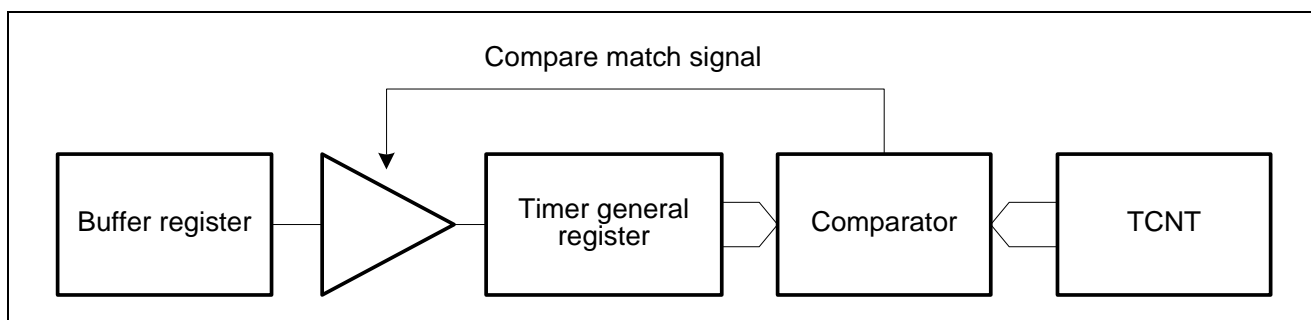 Compare match signal
Buffer register
Timer general
register
Comparator
TCNT